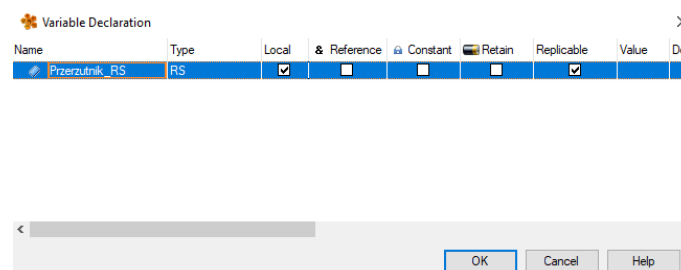 Variable Declaration
Name Type Local & Reference Constant Retain Replicable Value
Przerzutnik_RS RS
OK Cancel Help